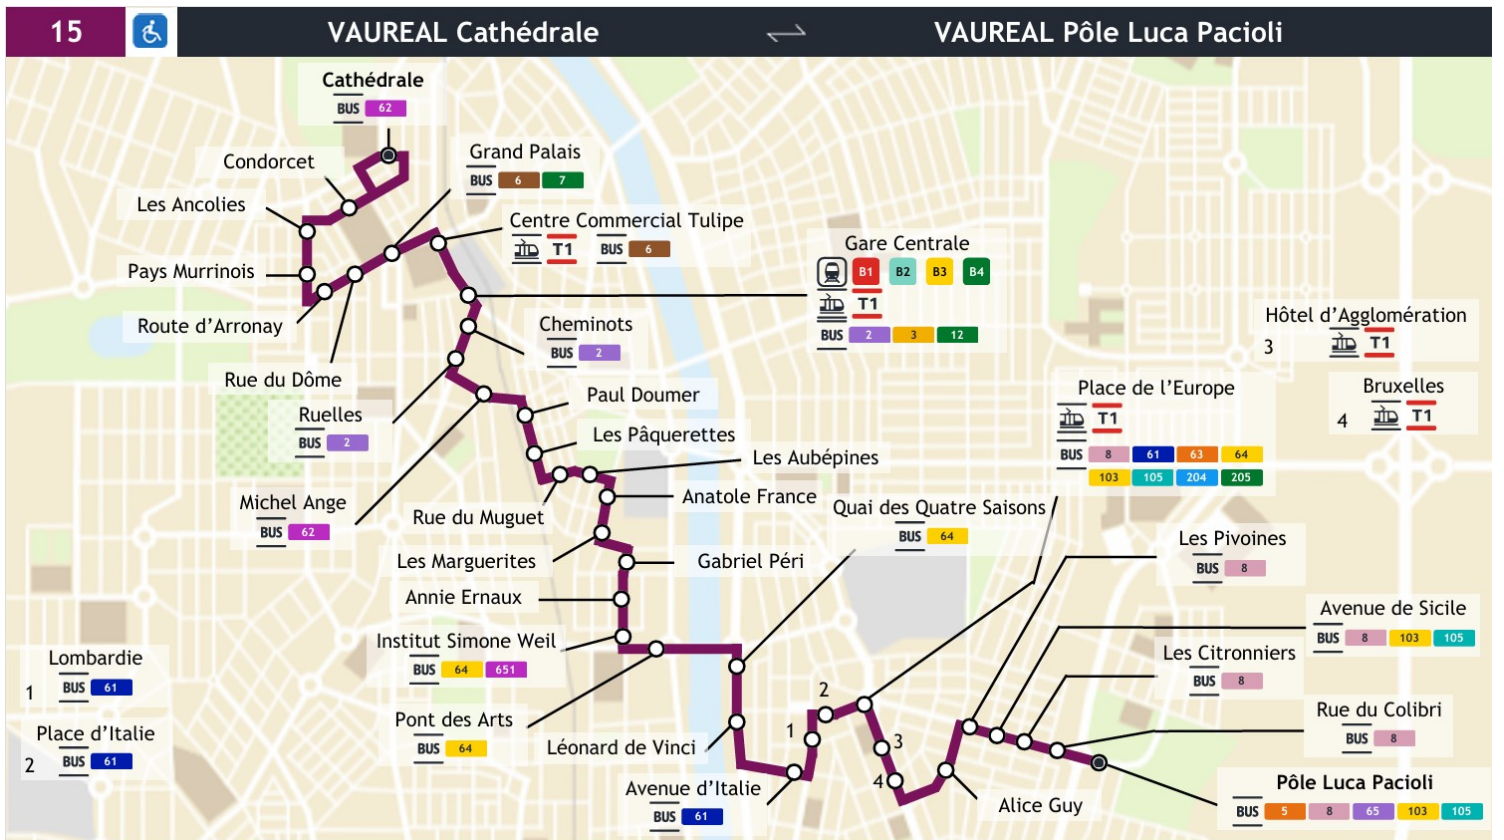 15 VAUREAL Cathédrale VAUREAL Pôle Luca Pacioli
Cathédrale
BUS 62
Condorcet
Les Ancolies
Pays Murrinois
Route d'Arronay
Rue du Dôme
Grand Palais
BUS 6 7
Centre Commercial Tulipe
T1 BUS 6
Gare Centrale
B1 B2 B3 B4
T1
BUS 2 3 12
Cheminots
BUS 2
Ruelles
BUS 2
Michel Ange
BUS 62
Paul Doumer
Les Pâquerettes
Rue du Muguet
Les Aubépines
Anatole France
Les Marguerites
Gabriel Péri
Annie Ernaux
Institut Simone Weil
BUS 64 651
Pont des Arts
BUS 64
Quai des Quatre Saisons
BUS 64
Léonard de Vinci
Avenue d'Italie
BUS 61
1
2
3
4
Lombardie
1 BUS 61
Place d'Italie
2 BUS 61
Hôtel d'Agglomération
3 T1
Bruxelles
4 T1
Place de l'Europe
T1
BUS 8 61 63 64
103 105 204 205
Alice Guy
Les Pivoines
BUS 8
Avenue de Sicile
BUS 8 103 105
Les Citronniers
BUS 8
Rue du Colibri
BUS 8
Pôle Luca Pacioli
BUS 5 8 65 103 105